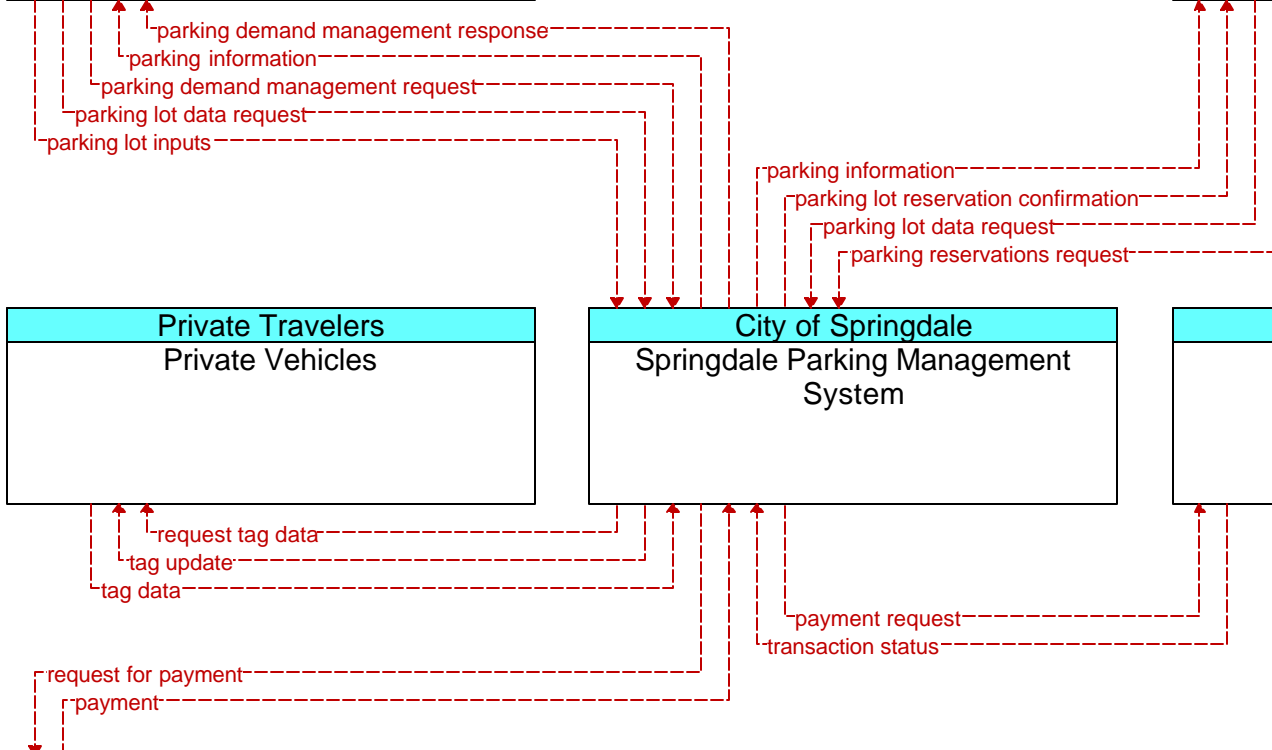 parking demand management response
parking information
parking demand management request
parking lot data request
parking lot inputs
parking information
parking lot reservation confirmation
parking lot data request
parking reservations request
Private Travelers
Private Vehicles
City of Springdale
Springdale Parking Management
System
request tag data
tag update
tag data
payment request
transaction status
request for payment
payment